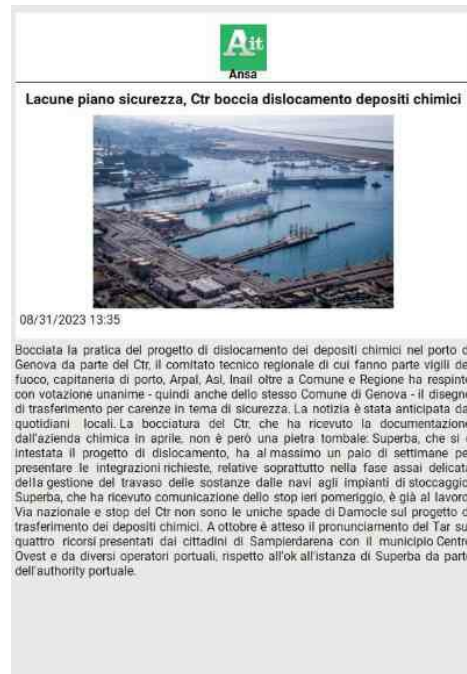 Ait
Ansa
Lacune piano sicurezza, Ctr boccia dislocamento depositi chimici
08/31/2023 13:35
Bocciata la pratica del progetto di dislocamento dei depositi chimici nel porto d
Genova da parte del Ctr, il comitato tecnico regionale di cui fanno parte vigili de
fuoco, capitaneria di porto, Arpal, Asl, Inail oltre a Comune e Regione ha respinto
con votazione unanime - quindi anche dello stesso Comune di Genova - il disegno
di trasferimento per carenze in tema di sicurezza. La notizia è stata anticipata da
quotidiani locali. La bocciatura del Ctr, che ha ricevuto la documentazione
dall'azienda chimica in aprile, non è però una pietra tombale: Superba, che si è
intestata il progetto di dislocamento, ha al massimo un paio di settimane pe
presentare le integrazioni richieste, relative soprattutto nella fase assai delicata
della gestione del travaso delle sostanze dalle navi agli impianti di stoccaggio
Superba, che ha ricevuto comunicazione dello stop ieri pomeriggio, è già al lavoro
Via nazionale e stop del Ctr non sono le uniche spade di Damocle sul progetto d
trasferimento dei depositi chimici. A ottobre è atteso il pronunciamento del Tar su
quattro ricorsi presentati dai cittadini di Sampierdarena con il municipio Centro
Ovest e da diversi operatori portuali, rispetto all'ok all'istanza di Superba da parte
dell'authority portuale.